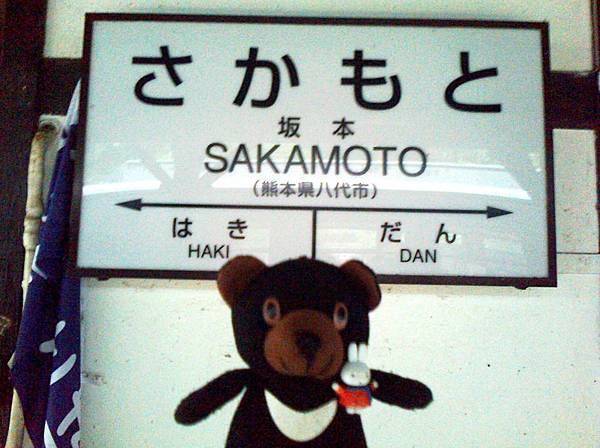 さかもと
坂本
SAKAMOTO
(熊本県八代市)
はき だん
HAKI DAN